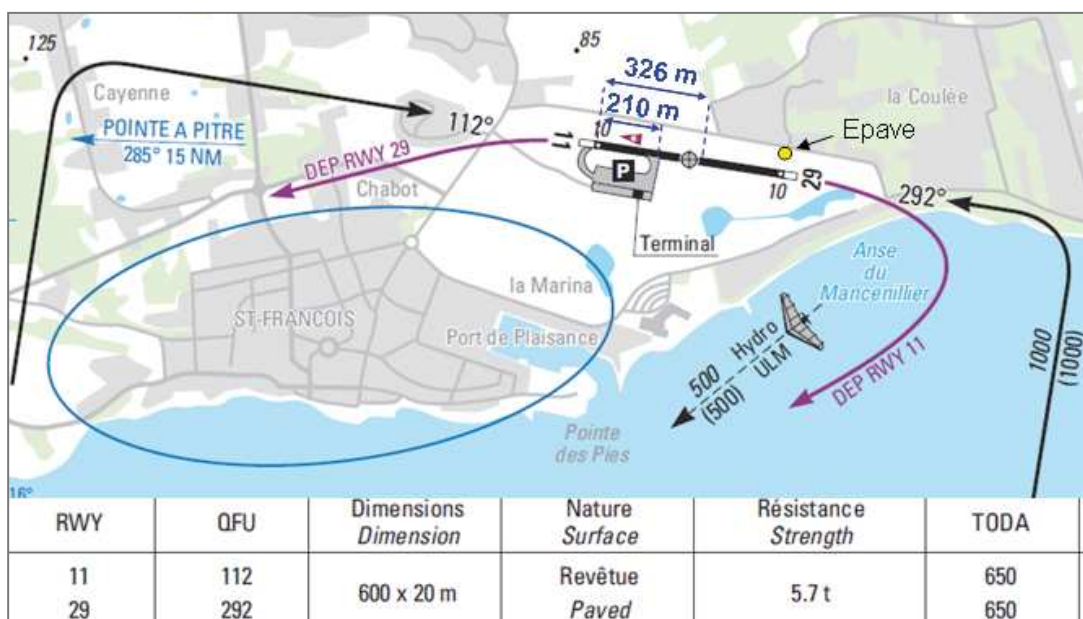 125
85
326 m
210 m
Cayenne
la Coulée
Epave
POINTE A PITRE
285° 15 NM
112°
11
10
P
10
29
DEP RWY 29
Chabot
292°
Terminal
la Marina
Anse
du
Mancenillier
ST-FRANCOIS
Port de Plaisance
500
(500)
Hydro
ULM
DEP RWY 11
1000
(1000)
Pointe
des Pies
16°
RWY QFU Dimensions Nature Résistance TODA
Dimension Surface Strength
11 112 600 x 20 m Revêtue 5.7 t 650
29 292 Paved 650